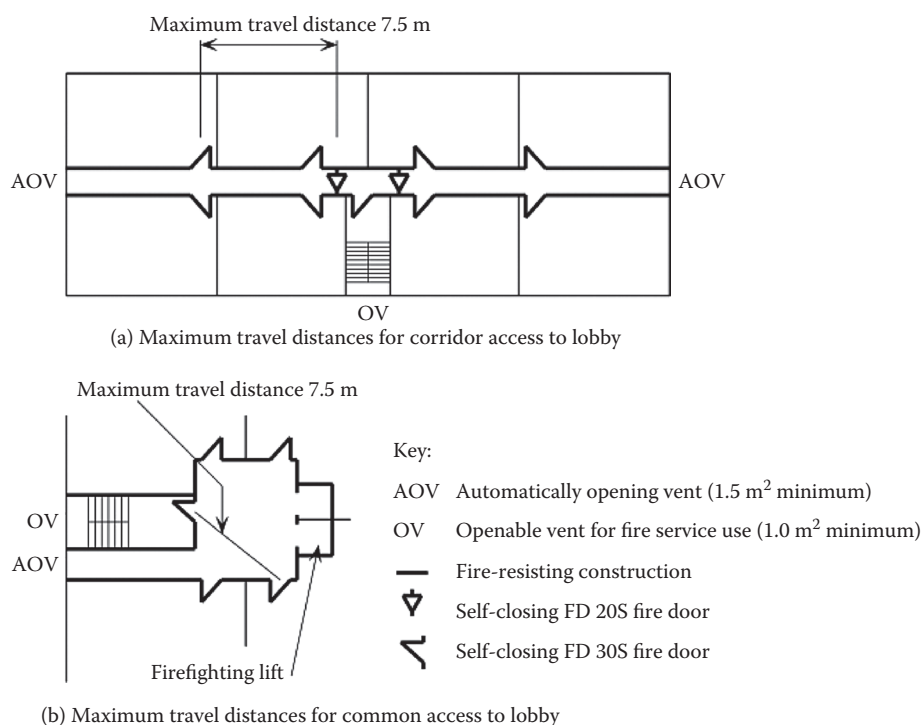 Maximum travel distance 7.5 m
AOV
AOV
OV
(a) Maximum travel distances for corridor access to lobby
Maximum travel distance 7.5 m
OV
AOV
Firefighting lift
Key:
AOV Automatically opening vent (1.5 m² minimum)
OV Openable vent for fire service use (1.0 m² minimum)
Fire-resisting construction
Self-closing FD 20S fire door
Self-closing FD 30S fire door
(b) Maximum travel distances for common access to lobby